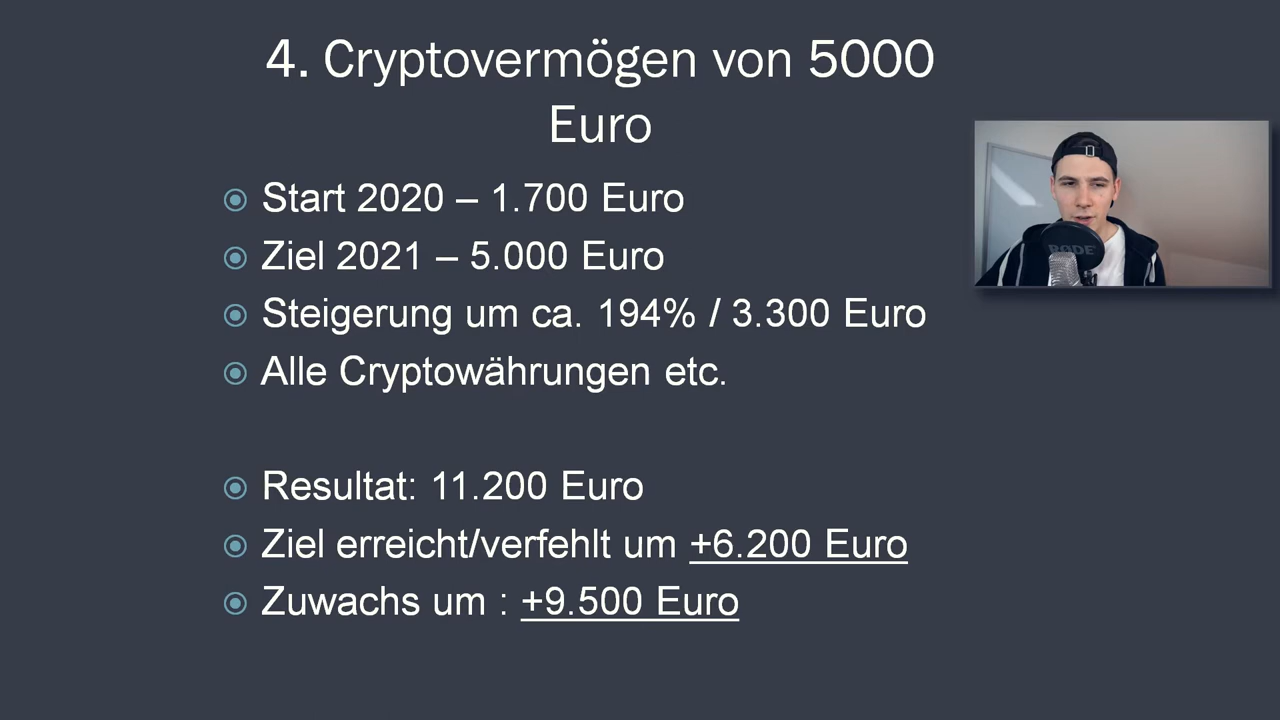 4. Cryptovermögen von 5000
Euro
Start 2020 – 1.700 Euro
Ziel 2021 – 5.000 Euro
Steigerung um ca. 194% / 3.300 Euro
Alle Cryptowährungen etc.
Resultat: 11.200 Euro
Ziel erreicht/verfehlt um +6.200 Euro
Zuwachs um : +9.500 Euro
RODE